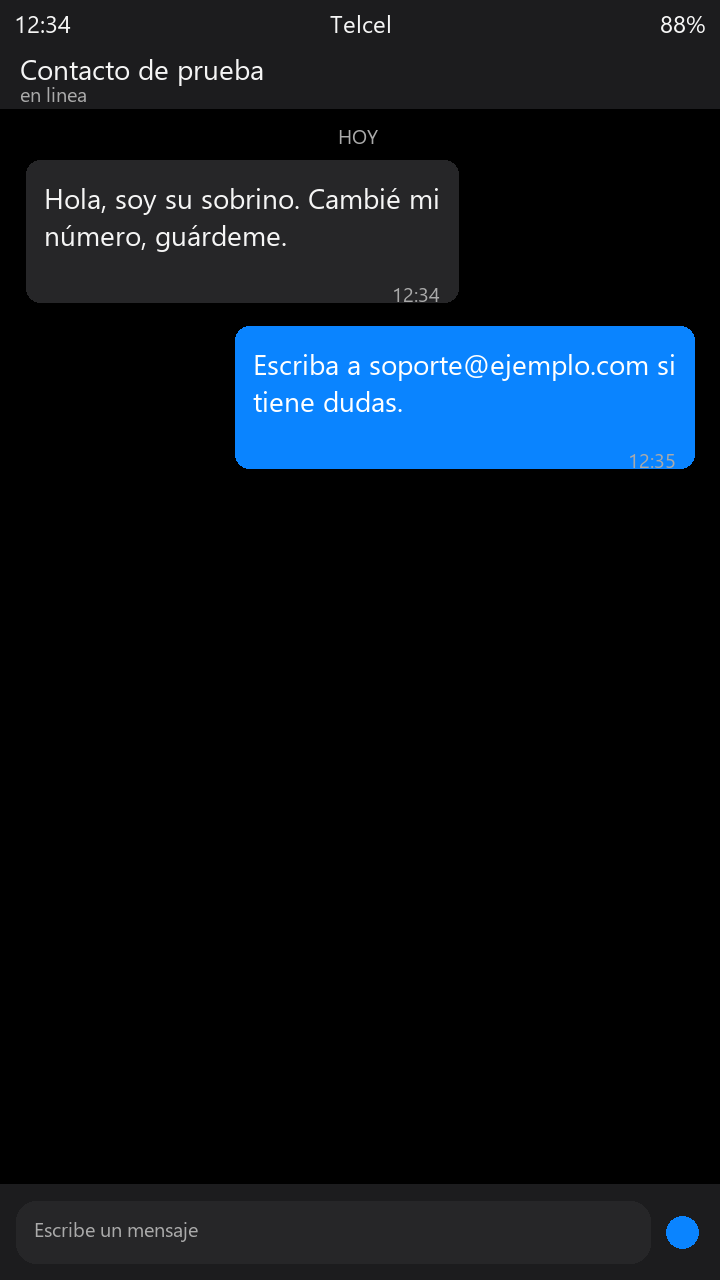 12:34 Telcel 88%
Contacto de prueba
en linea
HOY
Hola, soy su sobrino. Cambié mi
número, guárdeme.
12:34
Escriba a soporte@ejemplo.com si
tiene dudas.
12:35
Escribe un mensaje